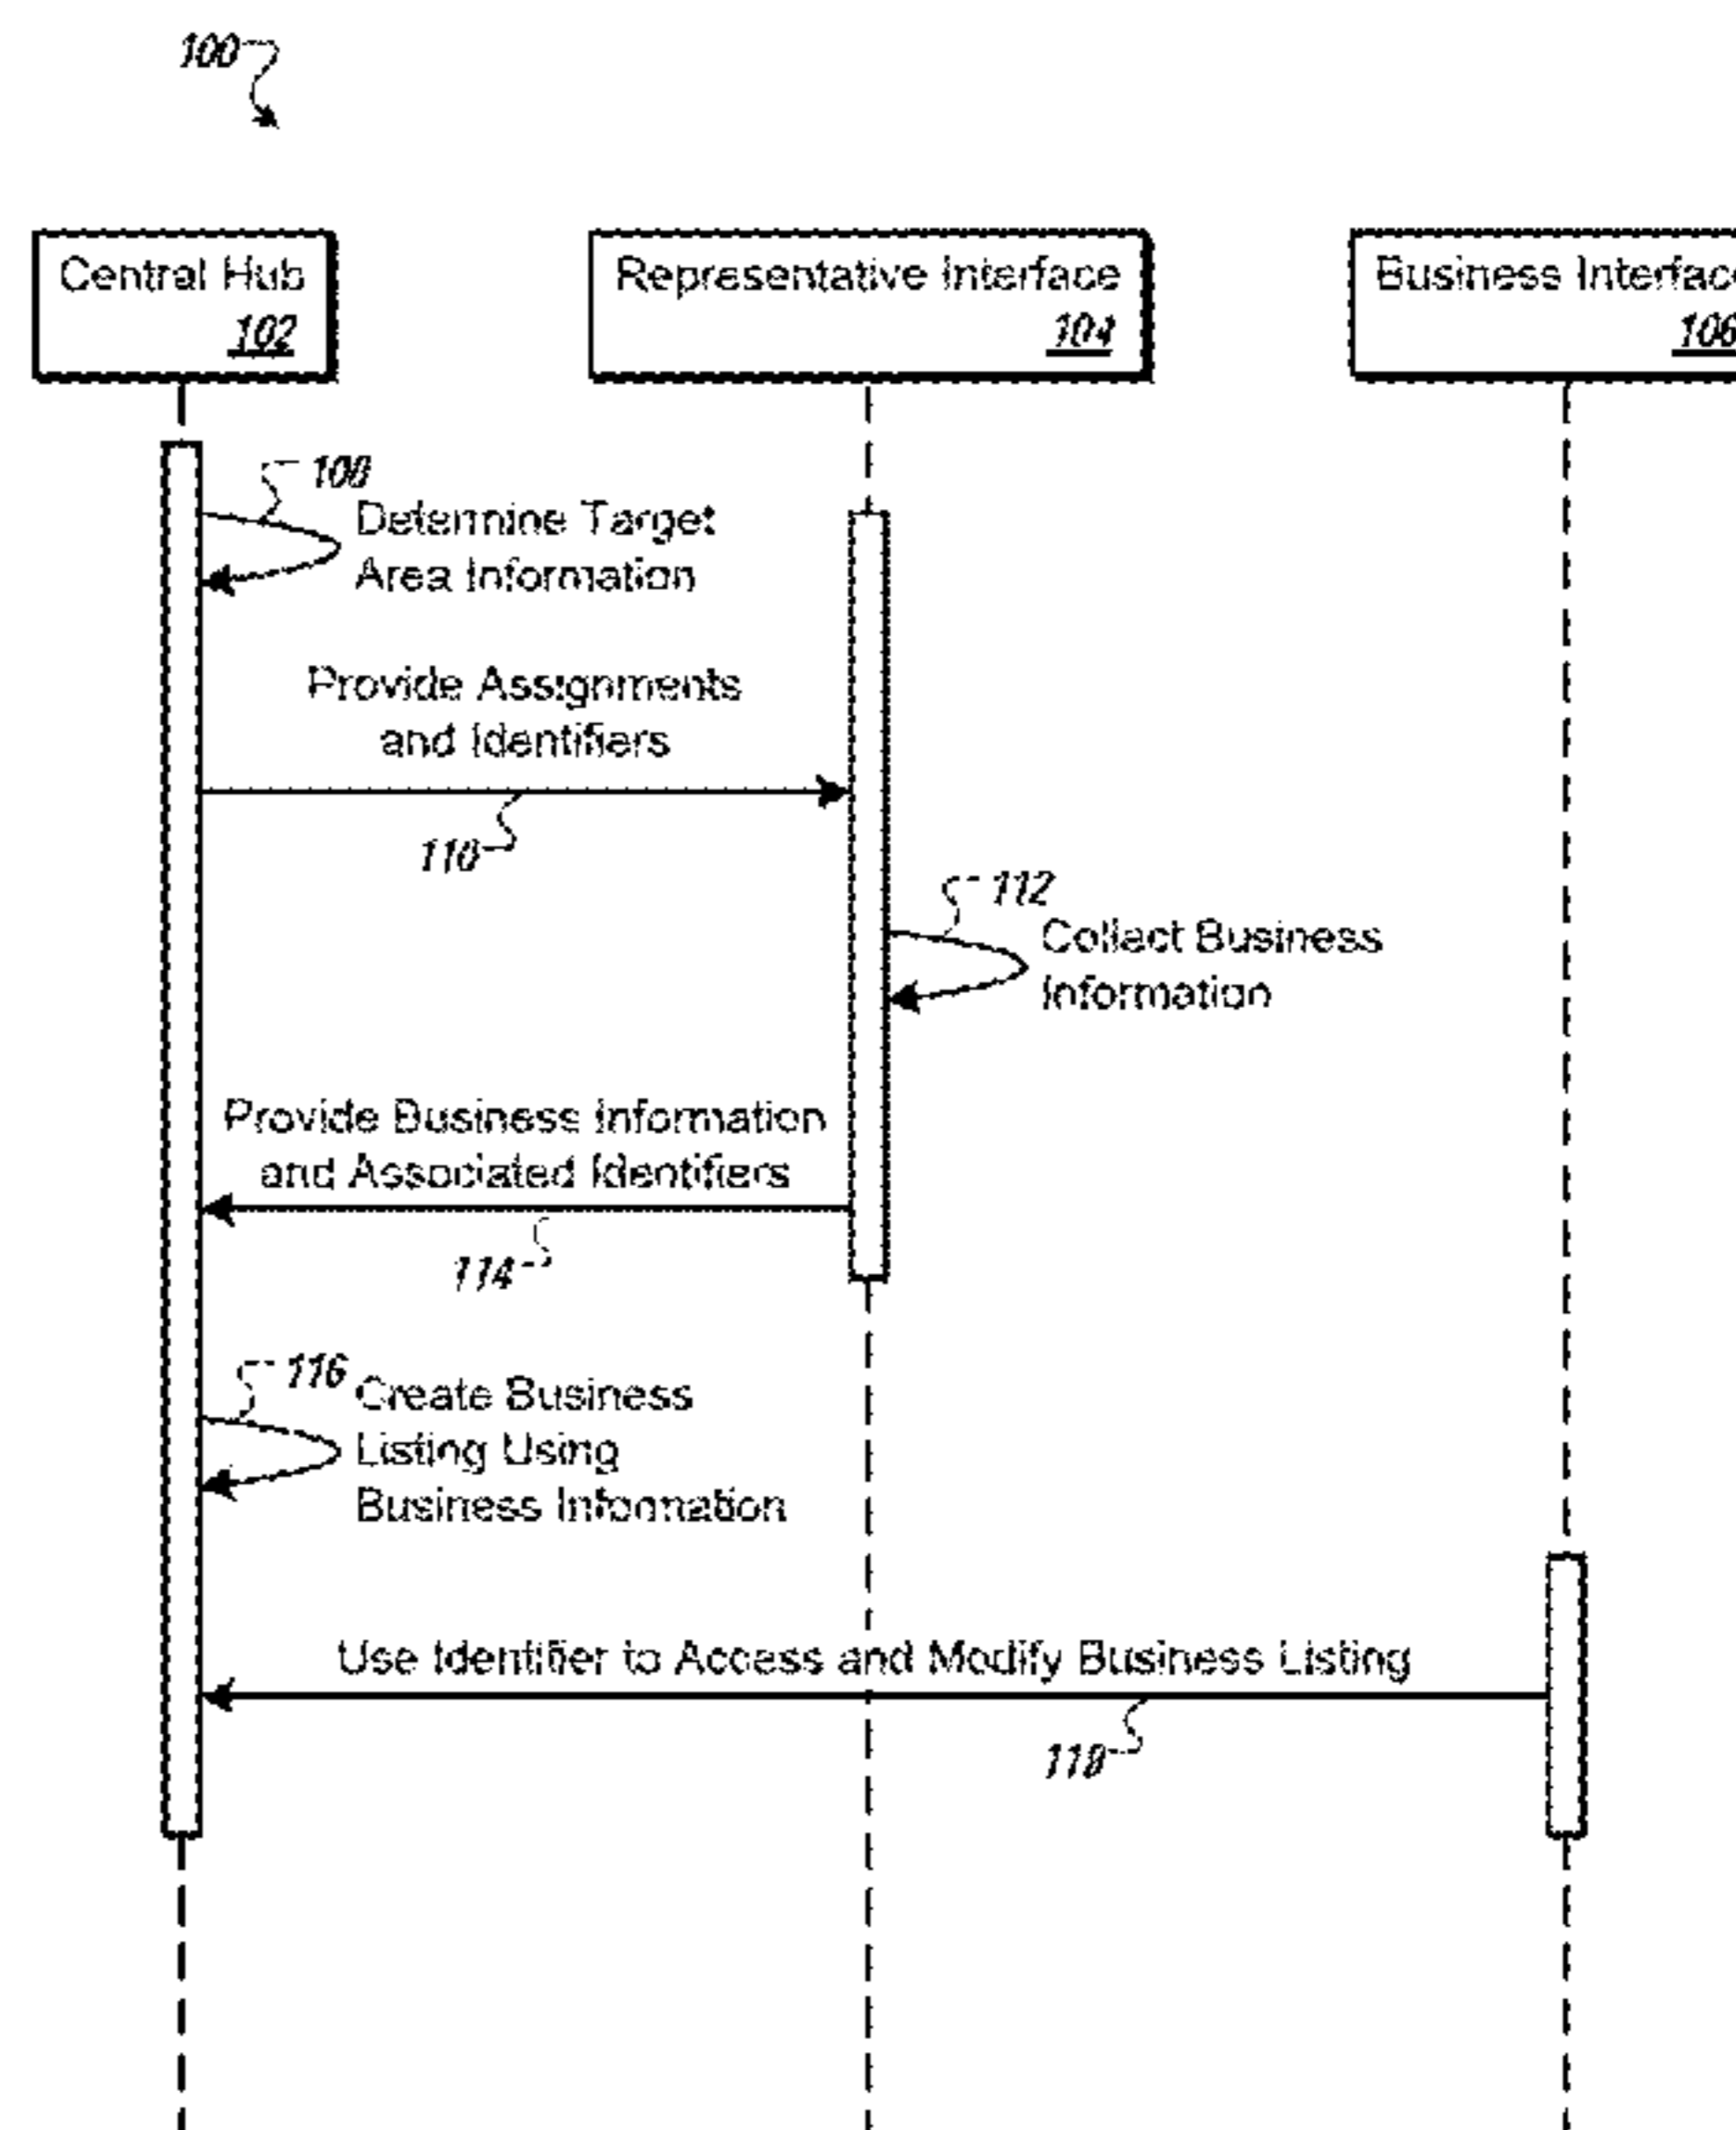 100
Central Hub
102
Representative Interface
104
Business Interface
106
108
Determine Target
Area Information
Provide Assignments
and Identifiers
110
112
Collect Business
Information
Provide Business Information
and Associated Identifiers
114
116
Create Business
Listing Using
Business Information
Use Identifier to Access and Modify Business Listing
118